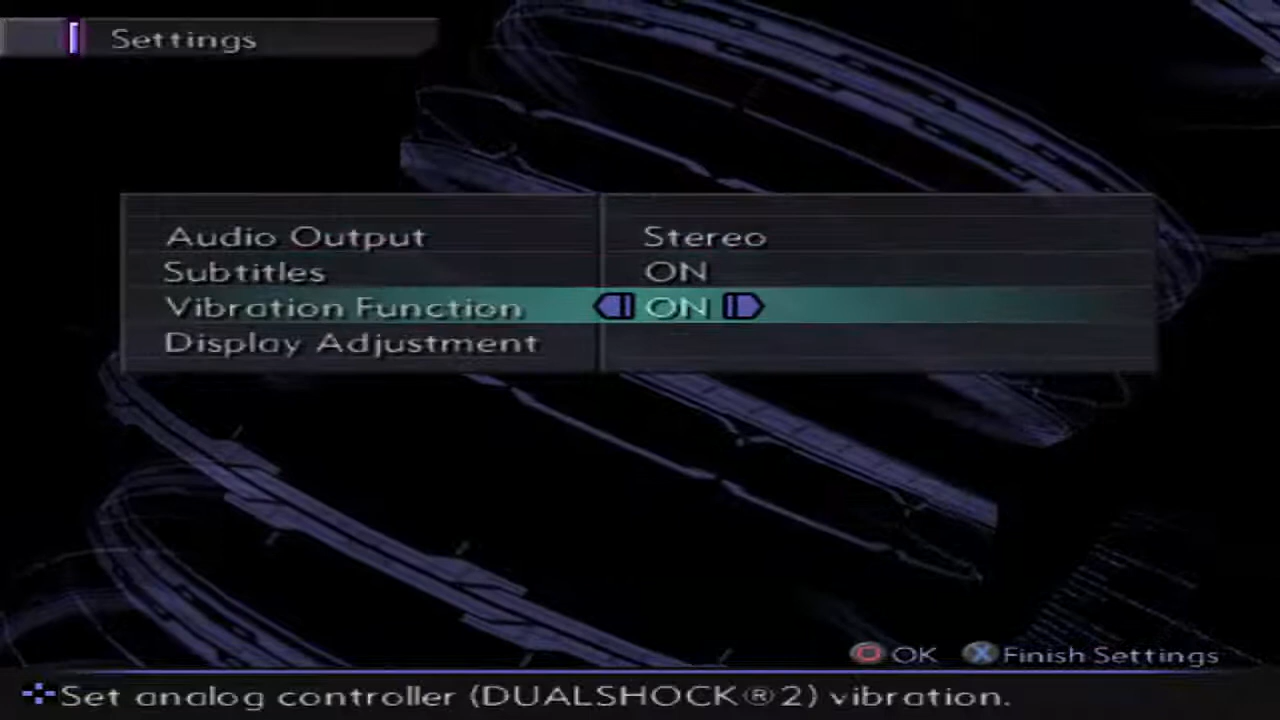 Settings
Audio Output Stereo
Subtitles ON
Vibration Function ON
Display Adjustment
OK X Finish Settings
Set analog controller (DUALSHOCK®2) vibration.